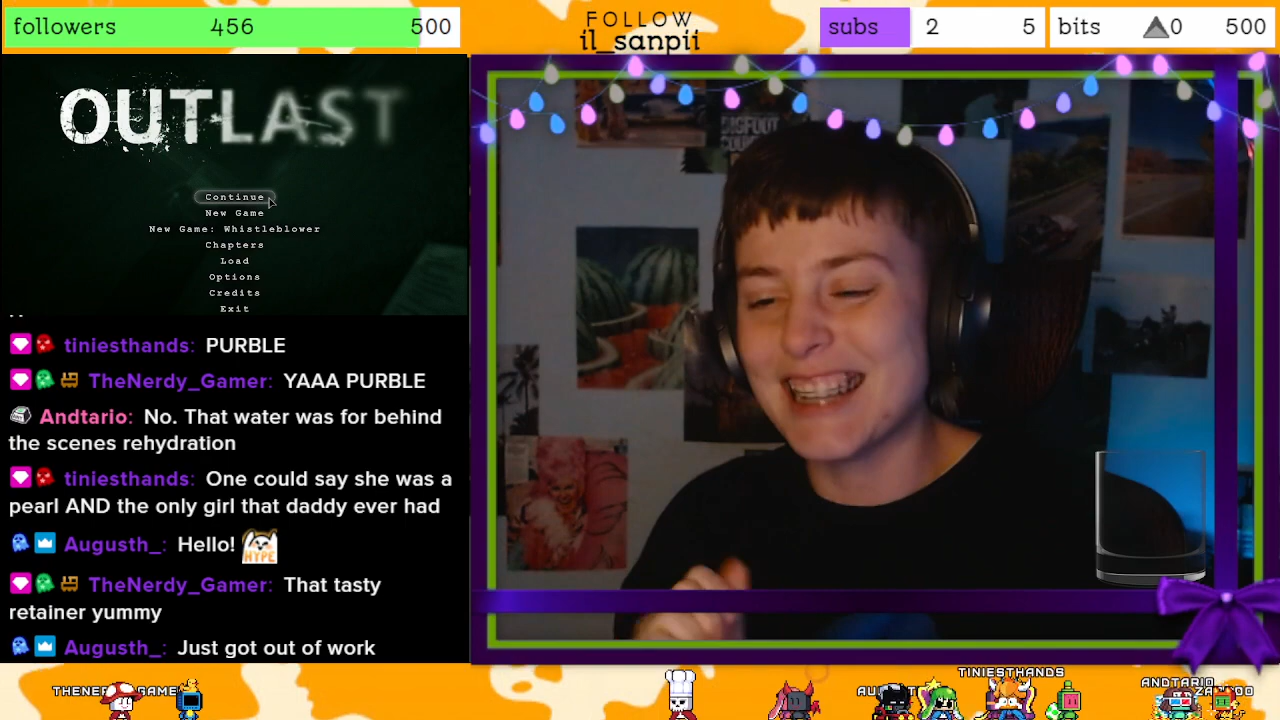 followers 456 500
FOLLOW
il_sanpii
subs 2 5
bits 0 500
OUTLAST
Continue
New Game
New Game: Whistleblower
Chapters
Load
Options
Credits
Exit
tiniesthands: PURBLE
TheNerdy_Gamer: YAAA PURBLE
Andtario: No. That water was for behind
the scenes rehydration
tiniesthands: One could say she was a
pearl AND the only girl that daddy ever had
Augusth_: Hello! HYPE
TheNerdy_Gamer: That tasty
retainer yummy
Augusth_: Just got out of work
BIGFOOT
TINIESTHANDS
ANDTARIO